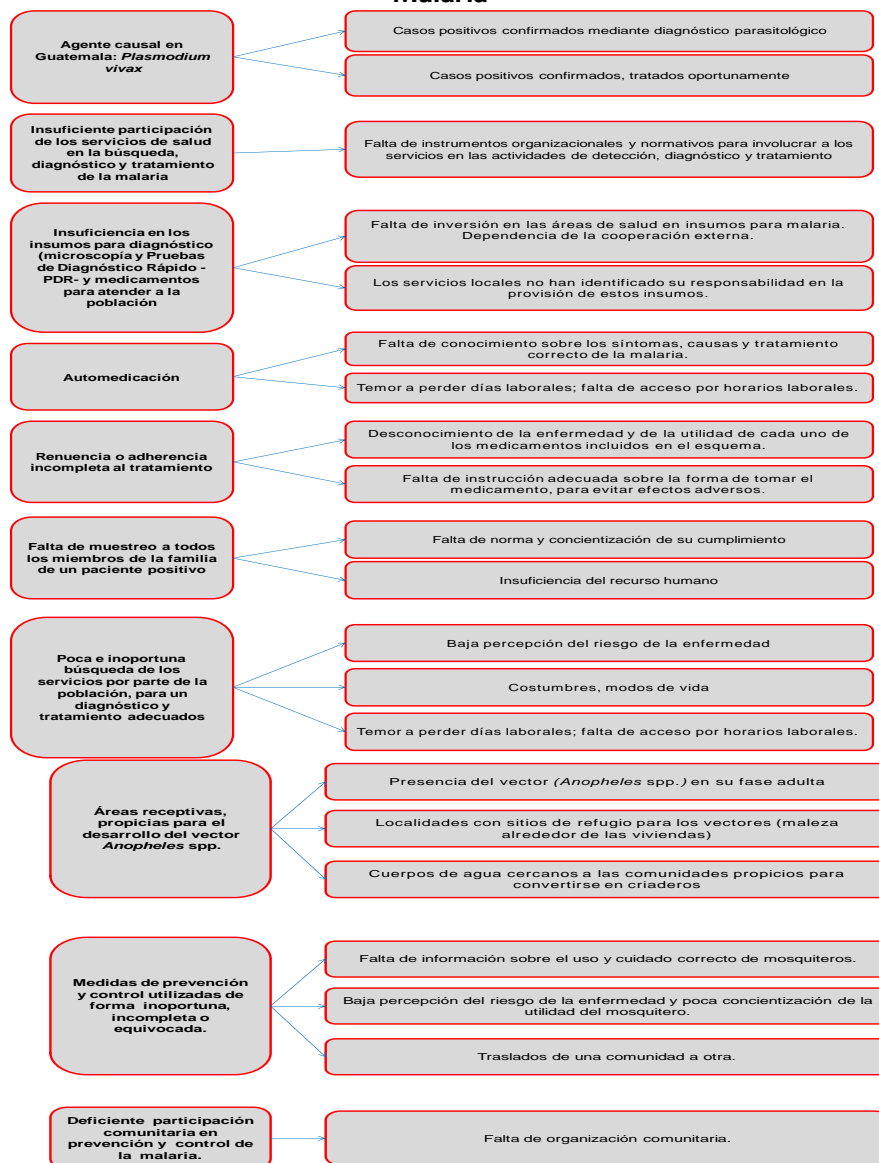 Malaria
Agente causal en
Guatemala: Plasmodium
vivax
Casos positivos confirmados mediante diagnóstico parasitológico
Casos positivos confirmados, tratados oportunamente
Insuficiente participación
de los servicios de salud
en la búsqueda,
diagnóstico y tratamiento
de la malaria
Falta de instrumentos organizacionales y normativos para involucrar a los
servicios en las actividades de detección, diagnóstico y tratamiento
Insuficiencia en los
insumos para diagnóstico
(microscopía y Pruebas
de Diagnóstico Rápido -
PDR- y medicamentos
para atender a la
población
Falta de inversión en las áreas de salud en insumos para malaria.
Dependencia de la cooperación externa.
Los servicios locales no han identificado su responsabilidad en la
provisión de estos insumos.
Automedicación
Falta de conocimiento sobre los síntomas, causas y tratamiento
correcto de la malaria.
Temor a perder días laborales; falta de acceso por horarios laborales.
Renuencia o adherencia
incompleta al tratamiento
Desconocimiento de la enfermedad y de la utilidad de cada uno de
los medicamentos incluidos en el esquema.
Falta de instrucción adecuada sobre la forma de tomar el
medicamento, para evitar efectos adversos.
Falta de muestreo a todos
los miembros de la familia
de un paciente positivo
Falta de norma y concientización de su cumplimiento
Insuficiencia del recurso humano
Poca e inoportuna
búsqueda de los
servicios por parte de la
población, para un
diagnóstico y
tratamiento adecuados
Baja percepción del riesgo de la enfermedad
Costumbres, modos de vida
Temor a perder días laborales; falta de acceso por horarios laborales.
Áreas receptivas,
propicias para el
desarrollo del vector
Anopheles spp.
Presencia del vector (Anopheles spp.) en su fase adulta
Localidades con sitios de refugio para los vectores (maleza
alrededor de las viviendas)
Cuerpos de agua cercanos a las comunidades propicios para
convertirse en criaderos
Medidas de prevención
y control utilizadas de
forma inoportuna,
incompleta o
equivocada.
Falta de información sobre el uso y cuidado correcto de mosquiteros.
Baja percepción del riesgo de la enfermedad y poca concientización de la
utilidad del mosquitero.
Traslados de una comunidad a otra.
Deficiente participación
comunitaria en
prevención y control de
la malaria.
Falta de organización comunitaria.